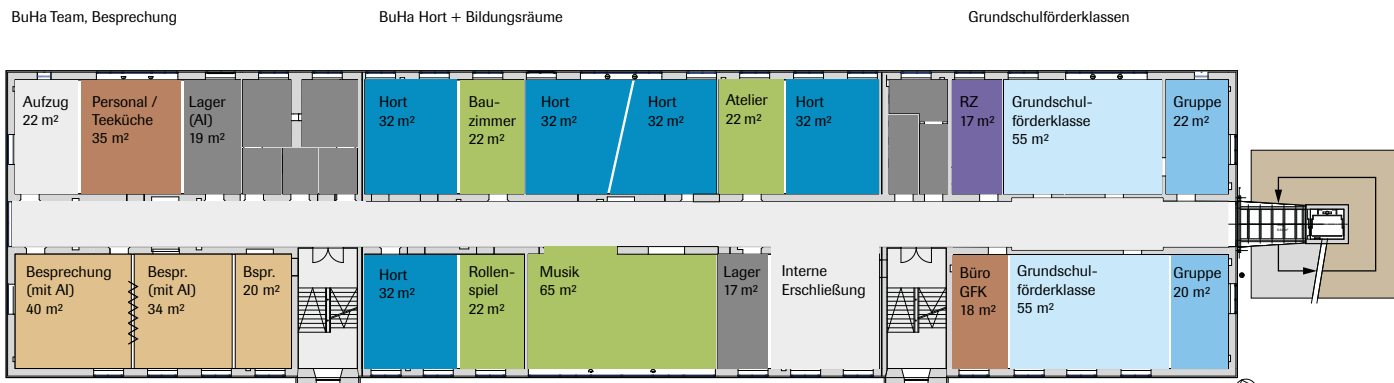 BuHa Team, Besprechung
BuHa Hort + Bildungsräume
Grundschulförderklassen
Aufzug
22 m²
Personal /
Teeküche
35 m²
Lager
(AI)
19 m²
Hort
32 m²
Bau-
zimmer
22 m²
Hort
32 m²
Hort
32 m²
Atelier
22 m²
Hort
32 m²
RZ
17 m²
Grundschul-
förderklasse
55 m²
Gruppe
22 m²
Besprechung
(mit AI)
40 m²
Bespr.
(mit AI)
34 m²
Bspr.
20 m²
Hort
32 m²
Rollen-
spiel
22 m²
Musik
65 m²
Lager
17 m²
Interne
Erschließung
Büro
GFK
18 m²
Grundschul-
förderklasse
55 m²
Gruppe
20 m²